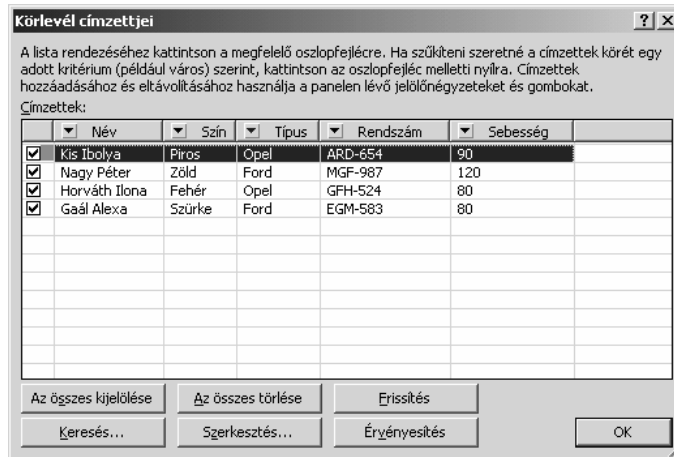 Körlevél címzettjei
A lista rendezéséhez kattintson a megfelelő oszlopfejlécre. Ha szűkíteni szeretné a címzettek körét egy
adott kritérium (például város) szerint, kattintson az oszlopfejléc melletti nyílra. Címzettek
hozzáadásához és eltávolításához használja a panelen lévő jelölőnégyzeteket és gombokat.
Címzettek:
Név Szín Típus Rendszám Sebesség
Kis Ibolya Piros Opel ARD-654 90
Nagy Péter Zöld Ford MGF-987 120
Horváth Ilona Fehér Opel GFH-524 80
Gaál Alexa Szürke Ford EGM-583 80
Az összes kijelölése Az összes törlése Frissítés
Keresés... Szerkesztés... Érvényesítés OK